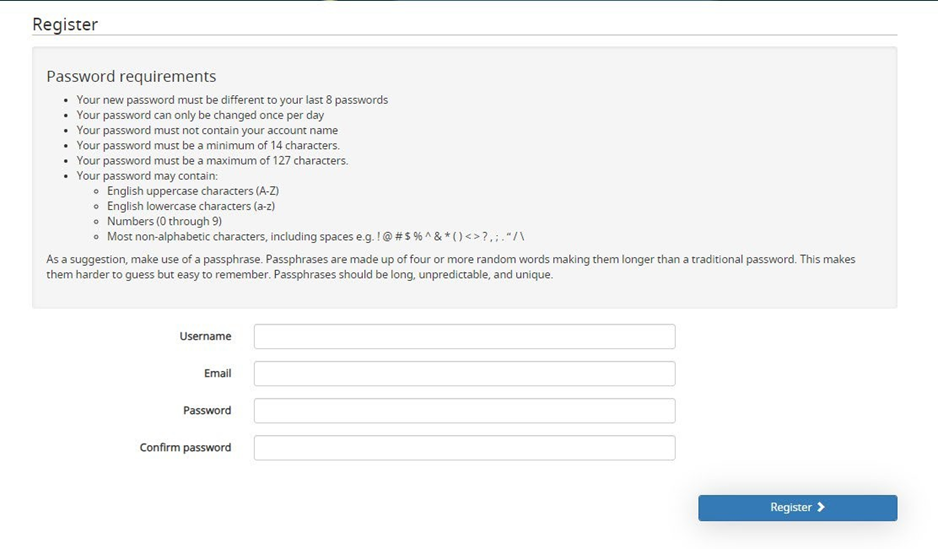 Register
Password requirements
• Your new password must be different to your last 8 passwords
• Your password can only be changed once per day
• Your password must not contain your account name
• Your password must be a minimum of 14 characters.
• Your password must be a maximum of 127 characters.
• Your password may contain:
◦ English uppercase characters (A-Z)
◦ English lowercase characters (a-z)
◦ Numbers (0 through 9)
◦ Most non-alphabetic characters, including spaces e.g. ! @ # $ % ^ & * ( ) < > ? , ; . “ / \
As a suggestion, make use of a passphrase. Passphrases are made up of four or more random words making them longer than a traditional password. This makes
them harder to guess but easy to remember. Passphrases should be long, unpredictable, and unique.
Username
Email
Password
Confirm password
Register